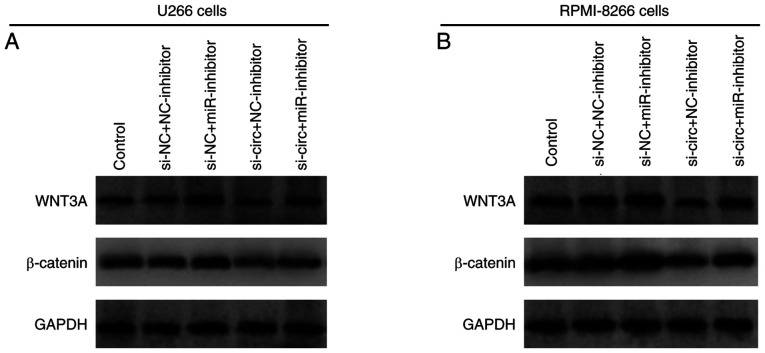 U266 cells
A
Control
si-NC+NC-inhibitor
si-NC+miR-inhibitor
si-circ+NC-inhibitor
si-circ+miR-inhibitor
WNT3A
β-catenin
GAPDH
RPMI-8266 cells
B
Control
si-NC+NC-inhibitor
si-NC+miR-inhibitor
si-circ+NC-inhibitor
si-circ+miR-inhibitor
WNT3A
β-catenin
GAPDH